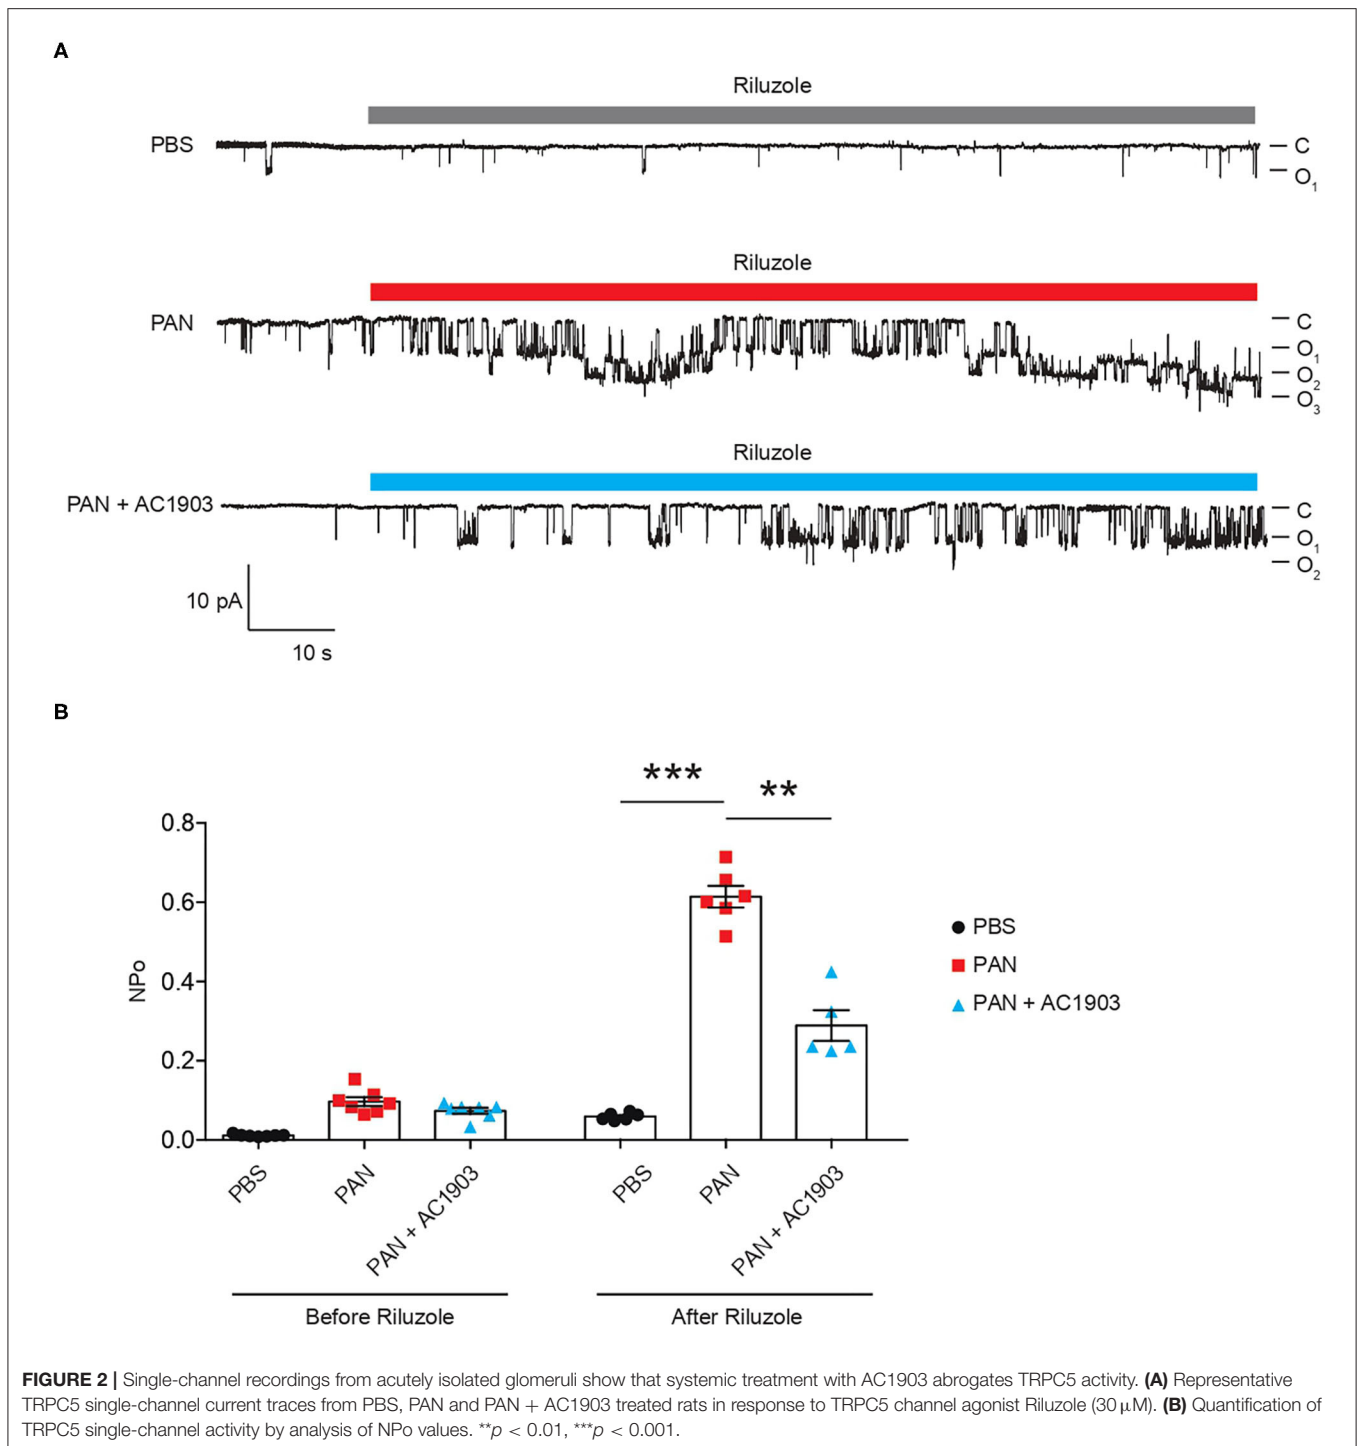 A
Riluzole
PBS
C
O1
Riluzole
PAN
C
O1
O2
O3
Riluzole
PAN + AC1903
C
O1
O2
10 pA
10 s
B
***
**
0.8
0.6
0.4
0.2
0.0
NPo
PBS
PAN
PAN + AC1903
PBS
PAN
PAN + AC1903
Before Riluzole
After Riluzole
PBS
PAN
PAN + AC1903
FIGURE 2 | Single-channel recordings from acutely isolated glomeruli show that systemic treatment with AC1903 abrogates TRPC5 activity. (A) Representative
TRPC5 single-channel current traces from PBS, PAN and PAN + AC1903 treated rats in response to TRPC5 channel agonist Riluzole (30 μM). (B) Quantification of
TRPC5 single-channel activity by analysis of NPo values. **p < 0.01, ***p < 0.001.